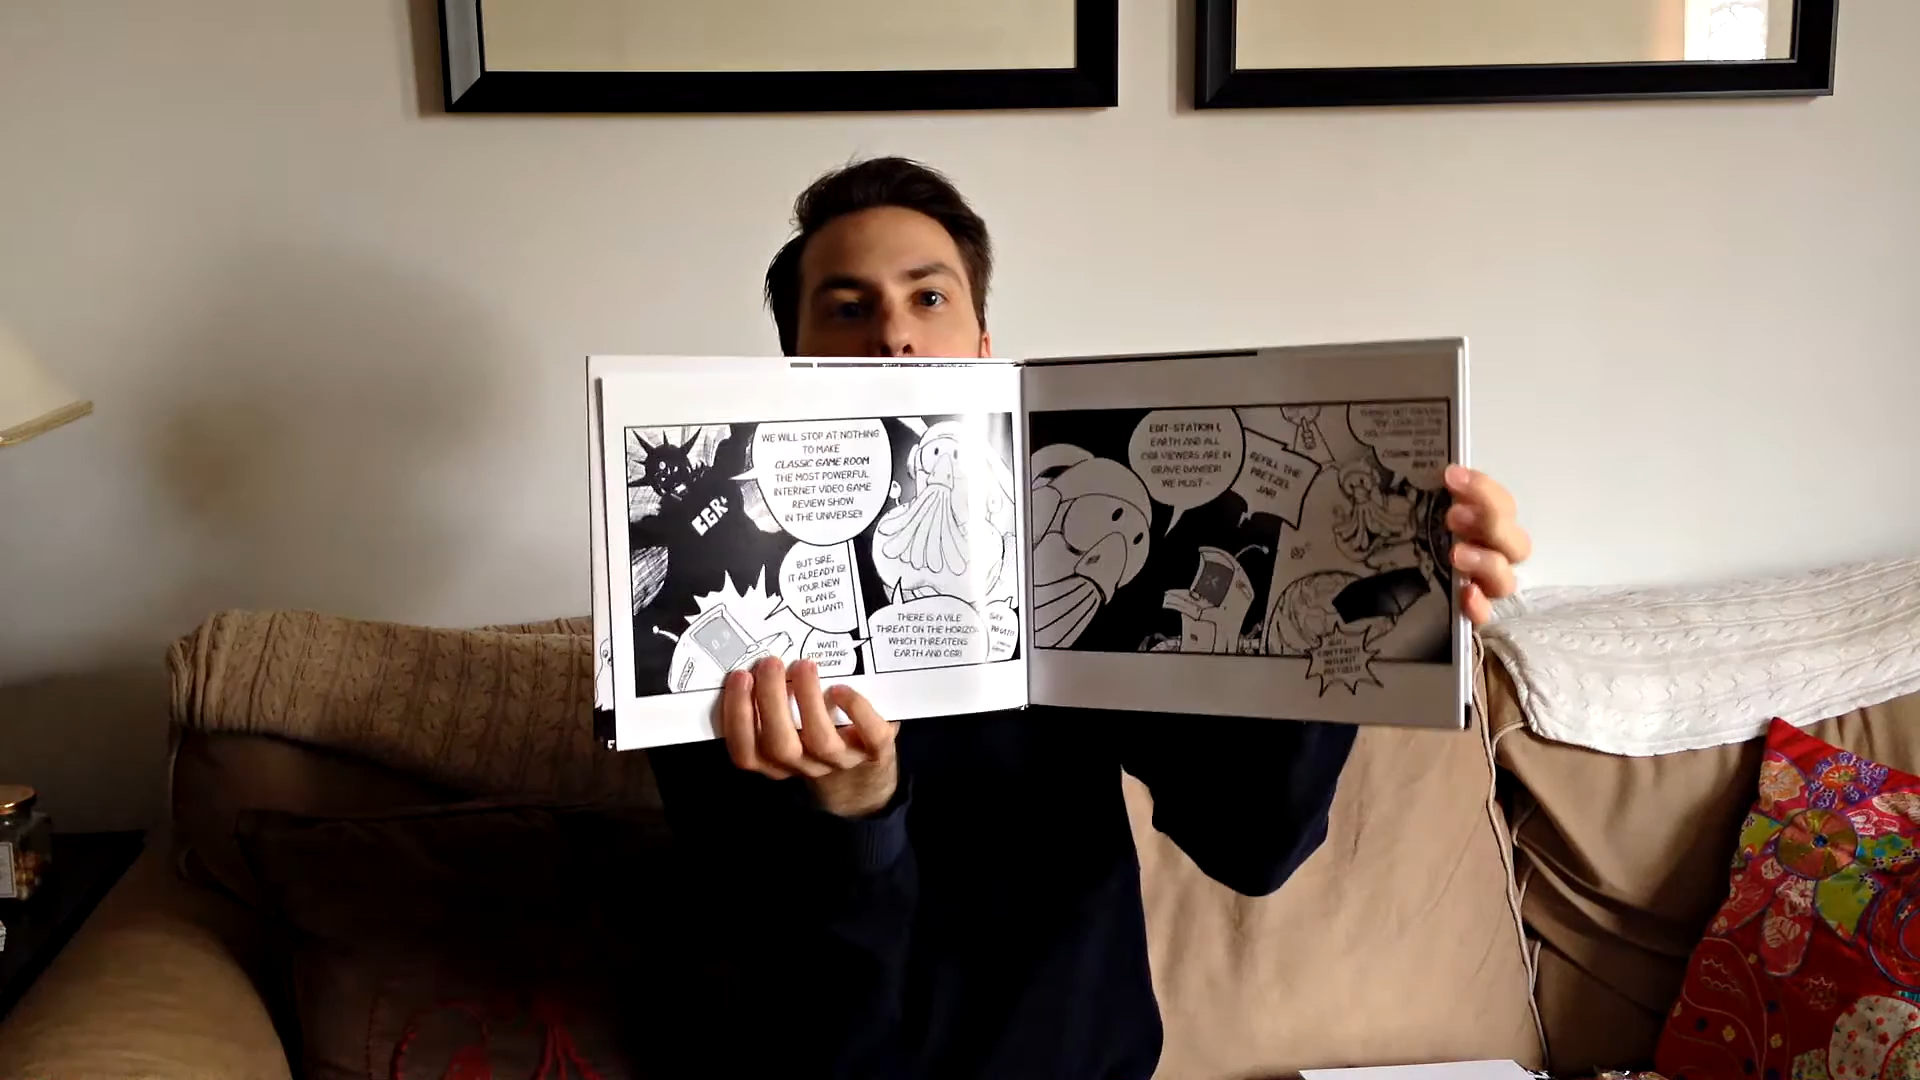 WE WILL STOP AT NOTHING
TO MAKE
CLASSIC GAME ROOM
THE MOST POWERFUL
INTERNET VIDEO GAME
REVIEW SHOW
IN THE UNIVERSE!!
CGR
BUT SIRE,
IT ALREADY IS!
YOUR NEW
PLAN IS
BRILLIANT!
WAIT!
STOP TRANS-
MISSION!
THERE IS A VILE
THREAT ON THE HORIZON
WHICH THREATENS
EARTH AND CGR!
SAY
WHAT!!
EDIT-STATION 1,
EARTH AND ALL
CGR VIEWERS ARE IN
GRAVE DANGER!
WE MUST -
REFILL THE
PRETZEL
JAR!